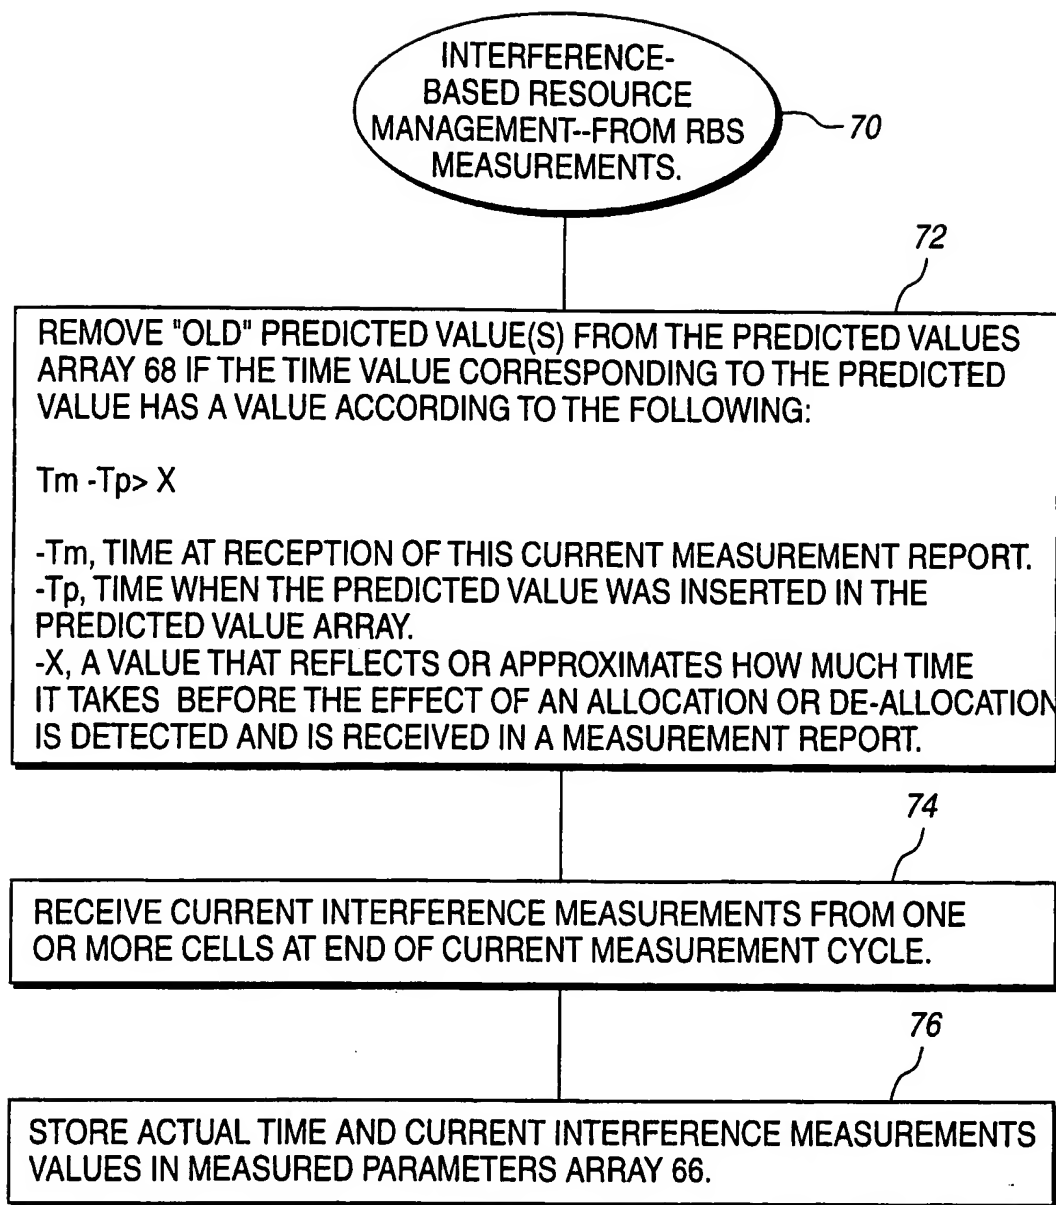 INTERFERENCE-
BASED RESOURCE
MANAGEMENT--FROM RBS
MEASUREMENTS.
70
72
REMOVE "OLD" PREDICTED VALUE(S) FROM THE PREDICTED VALUES
ARRAY 68 IF THE TIME VALUE CORRESPONDING TO THE PREDICTED
VALUE HAS A VALUE ACCORDING TO THE FOLLOWING:
Tm -Tp> X
-Tm, TIME AT RECEPTION OF THIS CURRENT MEASUREMENT REPORT.
-Tp, TIME WHEN THE PREDICTED VALUE WAS INSERTED IN THE
PREDICTED VALUE ARRAY.
-X, A VALUE THAT REFLECTS OR APPROXIMATES HOW MUCH TIME
IT TAKES BEFORE THE EFFECT OF AN ALLOCATION OR DE-ALLOCATION
IS DETECTED AND IS RECEIVED IN A MEASUREMENT REPORT.
74
RECEIVE CURRENT INTERFERENCE MEASUREMENTS FROM ONE
OR MORE CELLS AT END OF CURRENT MEASUREMENT CYCLE.
76
STORE ACTUAL TIME AND CURRENT INTERFERENCE MEASUREMENTS
VALUES IN MEASURED PARAMETERS ARRAY 66.